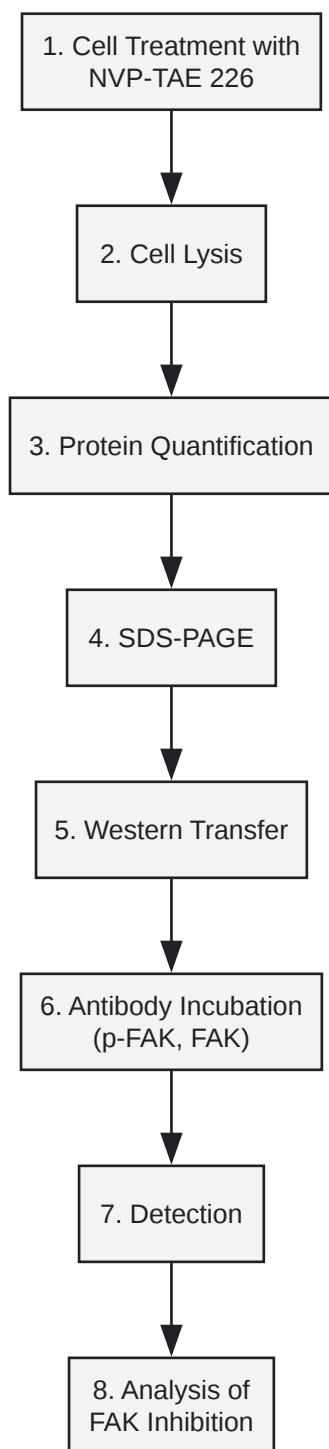 1. Cell Treatment with
NVP-TAE 226
2. Cell Lysis
3. Protein Quantification
4. SDS-PAGE
5. Western Transfer
6. Antibody Incubation
(p-FAK, FAK)
7. Detection
8. Analysis of
FAK Inhibition